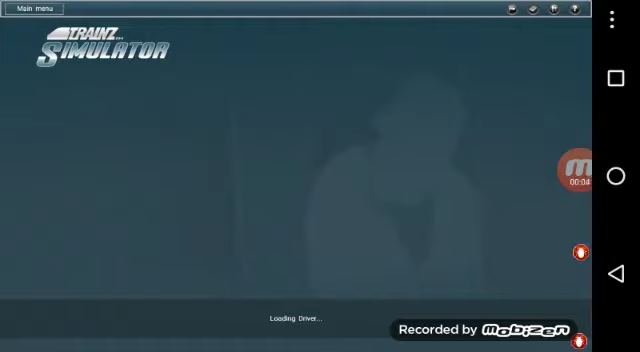 Main menu
TRAINZ
SIMULATOR
00:04
Loading Driver...
Recorded by MOBIZEN